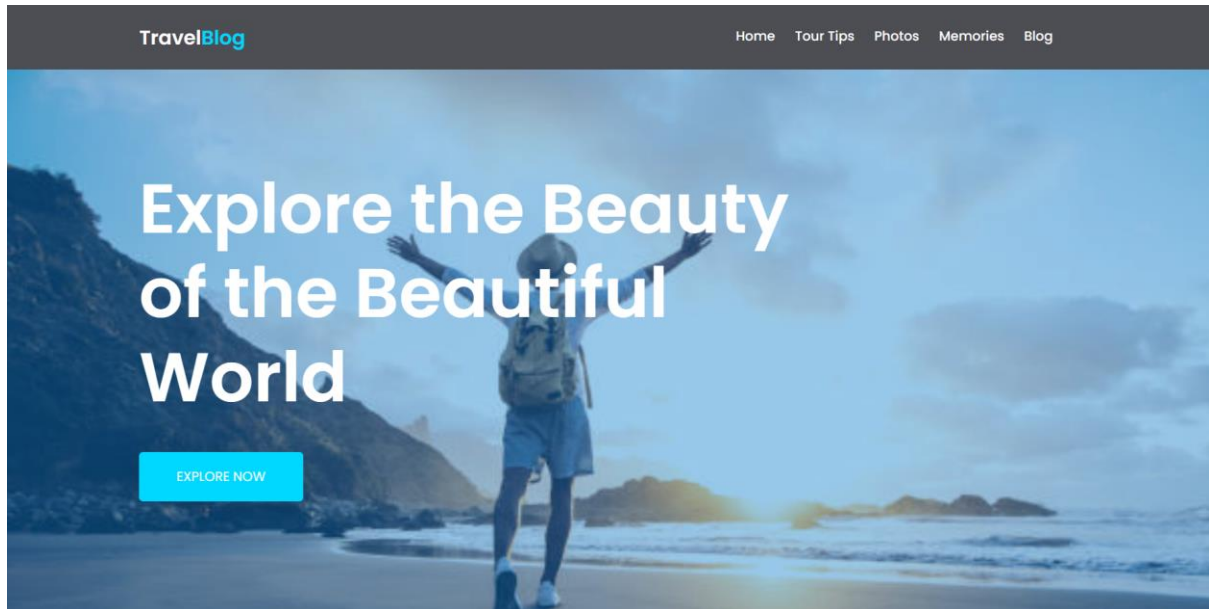 TravelBlog
Home Tour Tips Photos Memories Blog
Explore the Beauty
of the Beautiful
World
EXPLORE NOW